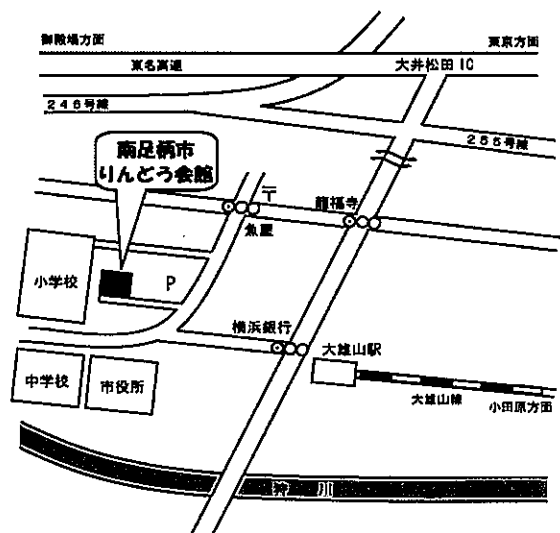 御殿場方面
東京方面
東名高速
大井松田IC
246号線
255号線
南足柄市
りんどう会館
〒
龍福寺
魚屋
小学校
P
横浜銀行
大雄山駅
中学校
市役所
大雄山線
小田原方面
狩川